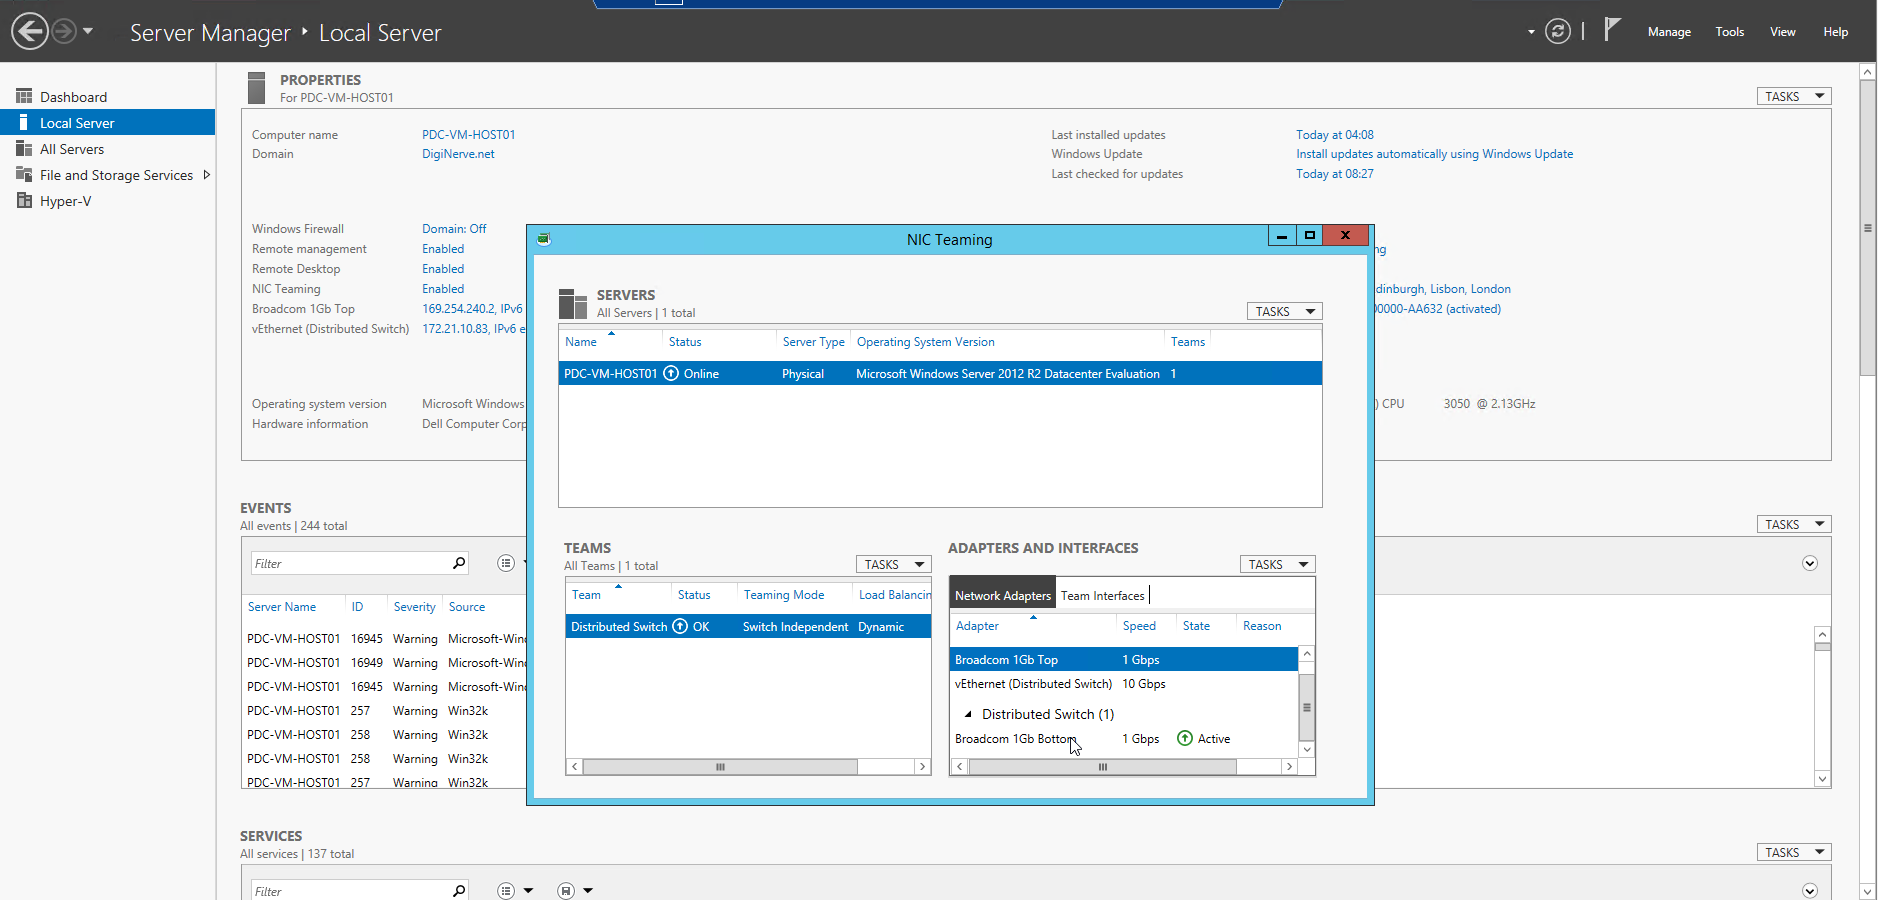 Server Manager ‣ Local Server
Manage Tools View Help
Dashboard
Local Server
All Servers
File and Storage Services
Hyper-V
PROPERTIES
For PDC-VM-HOST01
TASKS
Computer name PDC-VM-HOST01
Domain DigiNerve.net
Last installed updates Today at 04:08
Windows Update Install updates automatically using Windows Update
Last checked for updates Today at 08:27
Windows Firewall Domain: Off
Remote management Enabled
Remote Desktop Enabled
NIC Teaming Enabled
Broadcom 1Gb Top 169.254.240.2, IPv6
vEthernet (Distributed Switch) 172.21.10.83, IPv6 e
Operating system version Microsoft Windows
Hardware information Dell Computer Corp
ng
dinburgh, Lisbon, London
00000-AA632 (activated)
) CPU 3050 @ 2.13GHz
NIC Teaming
SERVERS
All Servers | 1 total
TASKS
Name Status Server Type Operating System Version Teams
PDC-VM-HOST01 Online Physical Microsoft Windows Server 2012 R2 Datacenter Evaluation 1
TEAMS
All Teams | 1 total
TASKS
Team Status Teaming Mode Load Balancin
Distributed Switch OK Switch Independent Dynamic
ADAPTERS AND INTERFACES
TASKS
Network Adapters Team Interfaces
Adapter Speed State Reason
Broadcom 1Gb Top 1 Gbps
vEthernet (Distributed Switch) 10 Gbps
Distributed Switch (1)
Broadcom 1Gb Bottom 1 Gbps Active
EVENTS
All events | 244 total
TASKS
Filter
Server Name ID Severity Source
PDC-VM-HOST01 16945 Warning Microsoft-Win
PDC-VM-HOST01 16949 Warning Microsoft-Win
PDC-VM-HOST01 16945 Warning Microsoft-Win
PDC-VM-HOST01 257 Warning Win32k
PDC-VM-HOST01 258 Warning Win32k
PDC-VM-HOST01 258 Warning Win32k
PDC-VM-HOST01 257 Warning Win32k
SERVICES
All services | 137 total
TASKS
Filter